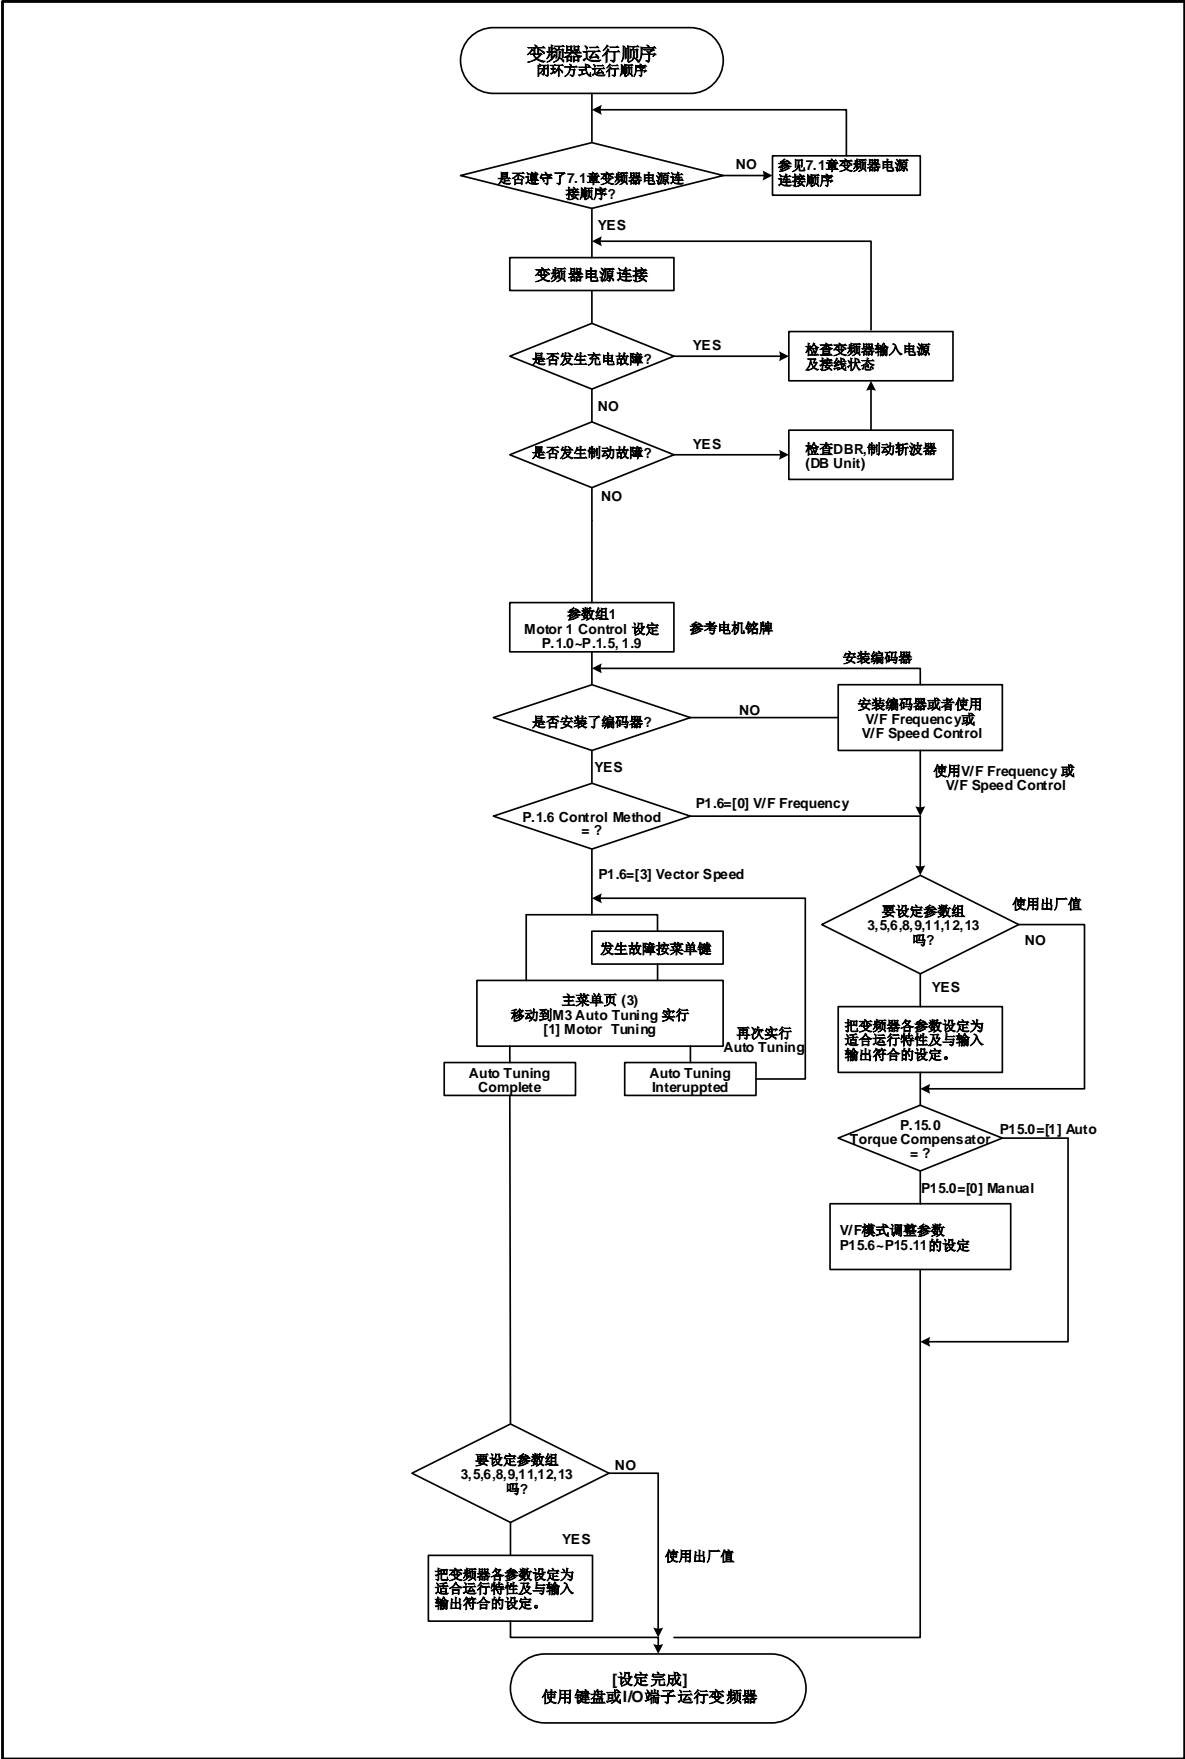 变频器运行顺序
闭环方式运行顺序
是否遵守了7.1章变频器电源连
接顺序?
NO
参见7.1章变频器电源
连接顺序
YES
变频器电源连接
是否发生充电故障?
YES
检查变频器输入电源
及接线状态
NO
是否发生制动故障?
YES
检查DBR,制动斩波器
(DB Unit)
NO
参数组1
Motor 1 Control 设定
P.1.0~P.1.5, 1.9
参考电机铭牌
安装编码器
是否安装了编码器?
NO
安装编码器或者使用
V/F Frequency或
V/F Speed Control
YES
使用V/F Frequency 或
V/F Speed Control
P.1.6 Control Method
= ?
P1.6=[0] V/F Frequency
P1.6=[3] Vector Speed
要设定参数组
3,5,6,8,9,11,12,13
吗?
使用出厂值
NO
发生故障按菜单键
YES
主菜单页 (3)
移动到M3 Auto Tuning 实行
[1] Motor Tuning
再次实行
Auto Tuning
把变频器各参数设定为
适合运行特性及与输入
输出符合的设定。
Auto Tuning
Complete
Auto Tuning
Interuppted
P.15.0
Torque Compensator
= ?
P15.0=[1] Auto
P15.0=[0] Manual
V/F模式调整参数
P15.6~P15.11的设定
要设定参数组
3,5,6,8,9,11,12,13
吗?
NO
YES
使用出厂值
把变频器各参数设定为
适合运行特性及与输入
输出符合的设定。
[设定完成]
使用键盘或I/O端子运行变频器